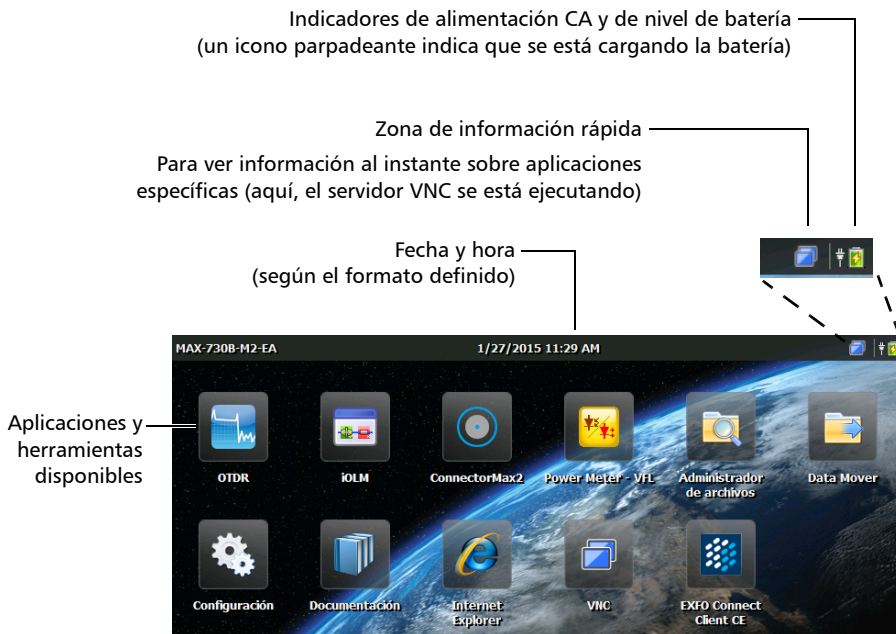 Indicadores de alimentación CA y de nivel de batería
(un icono parpadeante indica que se está cargando la batería)
Zona de información rápida
Para ver información al instante sobre aplicaciones
específicas (aquí, el servidor VNC se está ejecutando)
Fecha y hora
(según el formato definido)
MAX-730B-M2-EA
1/27/2015 11:29 AM
Aplicaciones y
herramientas
disponibles
OTDR
iOLM
ConnectorMax2
Power Meter - VFL
Administrador
de archivos
Data Mover
Configuración
Documentación
Internet
Explorer
VNC
EXFO Connect
Client CE